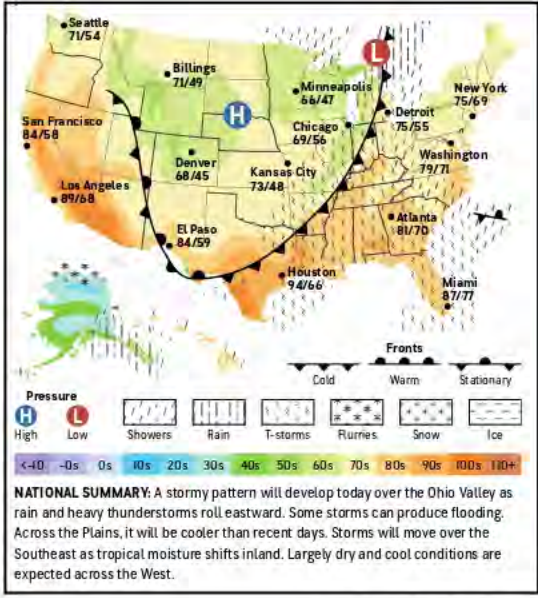 Seattle
71/54
Billings
71/49
Minneapolis
66/47
L
New York
75/69
H
Detroit
75/55
San Francisco
84/58
Chicago
69/56
Washington
79/71
Denver
68/45
Kansas City
73/48
Los Angeles
89/68
El Paso
84/59
Atlanta
81/70
Houston
94/66
Miami
87/77
Fronts
Cold Warm Stationary
Pressure
H L
High Low Showers Rain T-storms Flurries Snow Ice
<-10 -0s 0s 10s 20s 30s 40s 50s 60s 70s 80s 90s 100s 110+
NATIONAL SUMMARY: A stormy pattern will develop today over the Ohio Valley as
rain and heavy thunderstorms roll eastward. Some storms can produce flooding.
Across the Plains, it will be cooler than recent days. Storms will move over the
Southeast as tropical moisture shifts inland. Largely dry and cool conditions are
expected across the West.